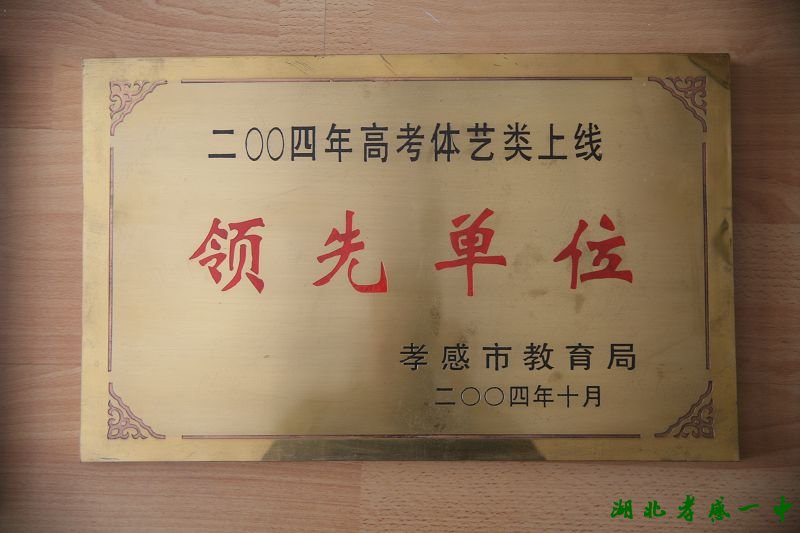 二〇〇四年高考体艺类上线
领先单位
孝感市教育局
二〇〇四年十月
湖北孝感一中